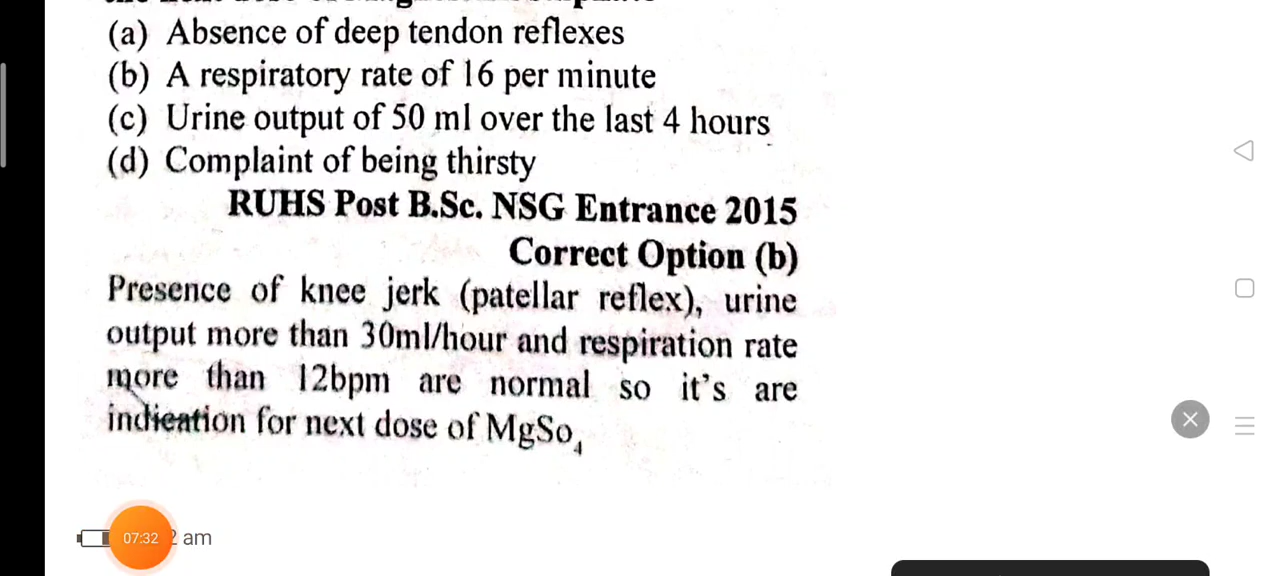 (a) Absence of deep tendon reflexes
(b) A respiratory rate of 16 per minute
(c) Urine output of 50 ml over the last 4 hours
(d) Complaint of being thirsty
RUHS Post B.Sc. NSG Entrance 2015
Correct Option (b)
Presence of knee jerk (patellar reflex), urine
output more than 30ml/hour and respiration rate
more than 12bpm are normal so it's are
indication for next dose of MgSo4
07:32 2 am